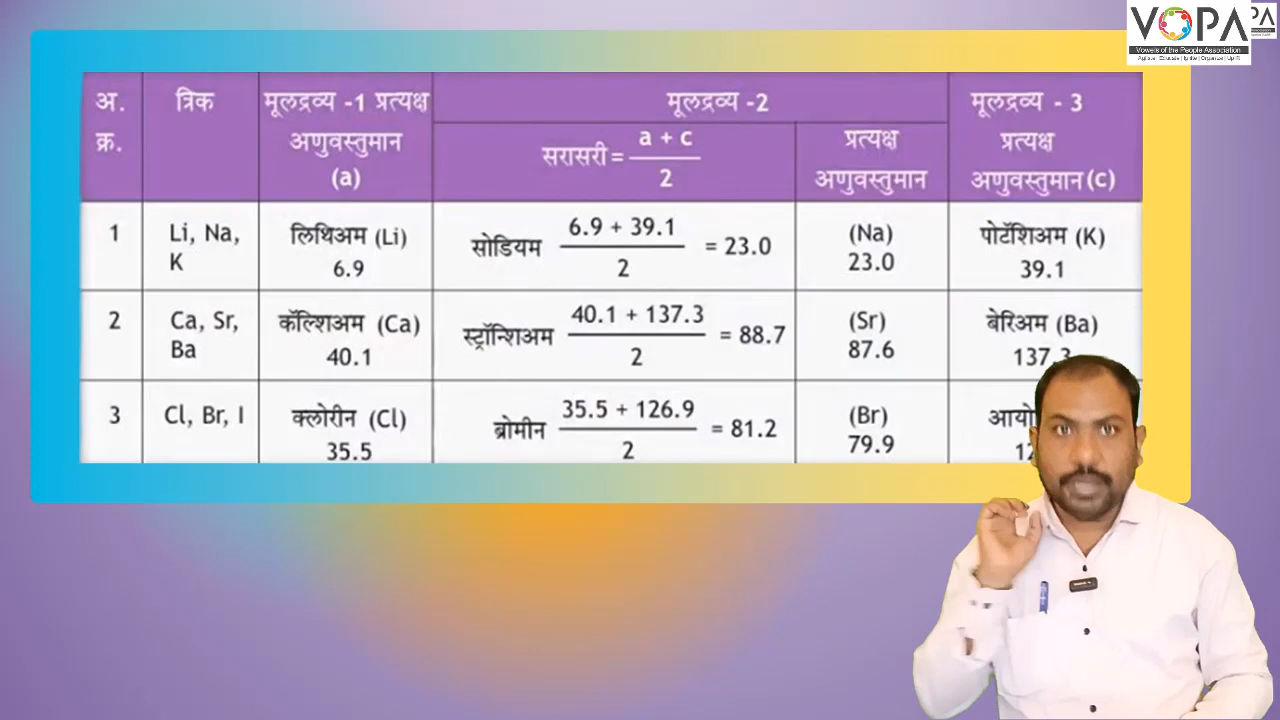 VOPA
Vowels of the People Association
अ. क्र.
त्रिक
मूलद्रव्य -1 प्रत्यक्ष
अणुवस्तुमान
(a)
मूलद्रव्य -2
सरासरी = a + c / 2
प्रत्यक्ष
अणुवस्तुमान
मूलद्रव्य - 3
प्रत्यक्ष
अणुवस्तुमान (c)
1
Li, Na,
K
लिथिअम (Li)
6.9
सोडियम 6.9 + 39.1 / 2 = 23.0
(Na)
23.0
पोटॅशिअम (K)
39.1
2
Ca, Sr,
Ba
कॅल्शिअम (Ca)
40.1
स्ट्रॉन्शिअम 40.1 + 137.3 / 2 = 88.7
(Sr)
87.6
बेरिअम (Ba)
137.3
3
Cl, Br, I
क्लोरीन (Cl)
35.5
ब्रोमीन 35.5 + 126.9 / 2 = 81.2
(Br)
79.9